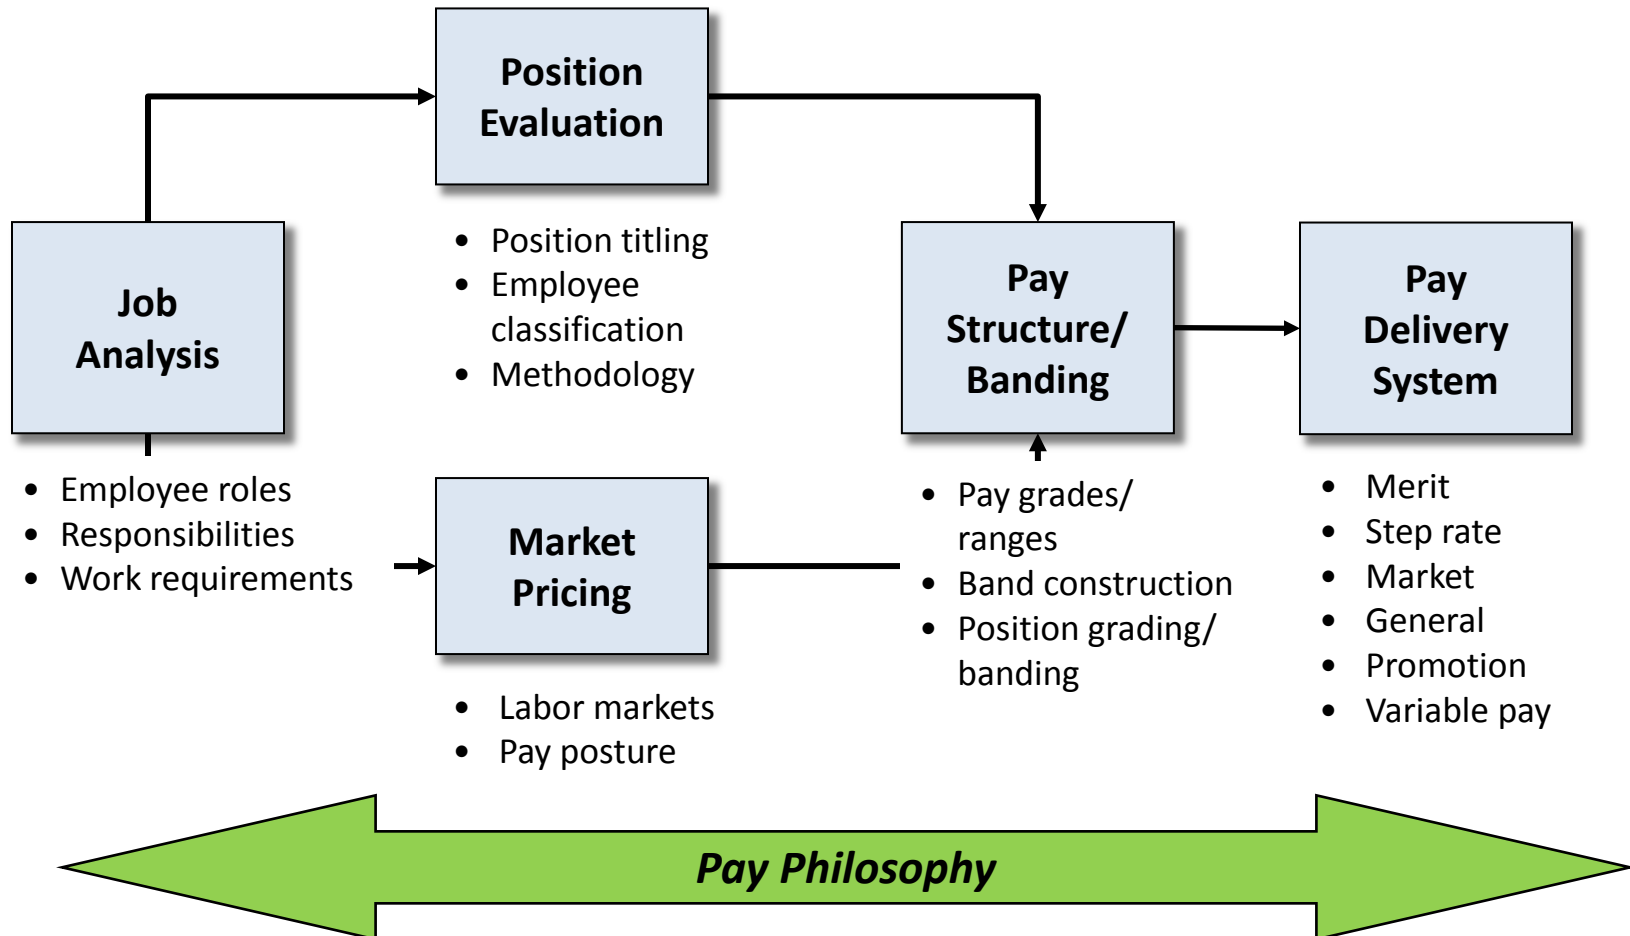 Position
Evaluation
• Position titling
• Employee
classification
• Methodology
Job
Analysis
• Employee roles
• Responsibilities
• Work requirements
Market
Pricing
• Labor markets
• Pay posture
Pay
Structure/
Banding
• Pay grades/
ranges
• Band construction
• Position grading/
banding
Pay
Delivery
System
• Merit
• Step rate
• Market
• General
• Promotion
• Variable pay
Pay Philosophy